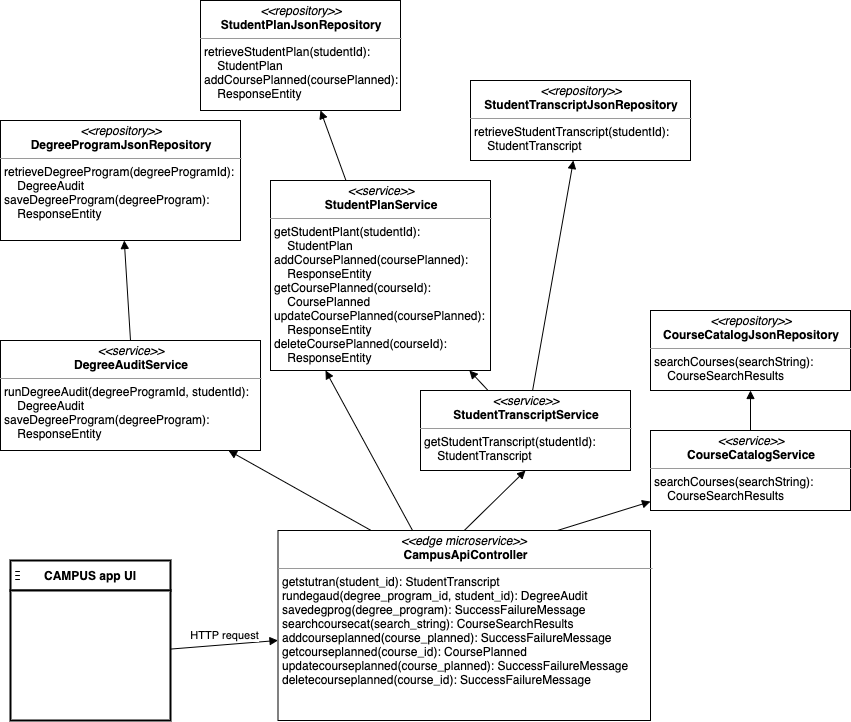 <<repository>>
StudentPlanJsonRepository
retrieveStudentPlan(studentId):
StudentPlan
addCoursePlanned(coursePlanned):
ResponseEntity
<<repository>>
StudentTranscriptJsonRepository
retrieveStudentTranscript(studentId):
StudentTranscript
<<repository>>
DegreeProgramJsonRepository
retrieveDegreeProgram(degreeProgramId):
DegreeAudit
saveDegreeProgram(degreeProgram):
ResponseEntity
<<service>>
StudentPlanService
getStudentPlant(studentId):
StudentPlan
addCoursePlanned(coursePlanned):
ResponseEntity
getCoursePlanned(courseId):
CoursePlanned
updateCoursePlanned(coursePlanned):
ResponseEntity
deleteCoursePlanned(courseId):
ResponseEntity
<<repository>>
CourseCatalogJsonRepository
searchCourses(searchString):
CourseSearchResults
<<service>>
DegreeAuditService
runDegreeAudit(degreeProgramId, studentId):
DegreeAudit
saveDegreeProgram(degreeProgram):
ResponseEntity
<<service>>
StudentTranscriptService
getStudentTranscript(studentId):
StudentTranscript
<<service>>
CourseCatalogService
searchCourses(searchString):
CourseSearchResults
<<edge microservice>>
CampusApiController
getstutran(student_id): StudentTranscript
rundegaud(degree_program_id, student_id): DegreeAudit
savedegprog(degree_program): SuccessFailureMessage
searchcoursecat(search_string): CourseSearchResults
addcourseplanned(course_planned): SuccessFailureMessage
getcourseplanned(course_id): CoursePlanned
updatecourseplanned(course_planned): SuccessFailureMessage
deletecourseplanned(course_id): SuccessFailureMessage
CAMPUS app UI
HTTP request